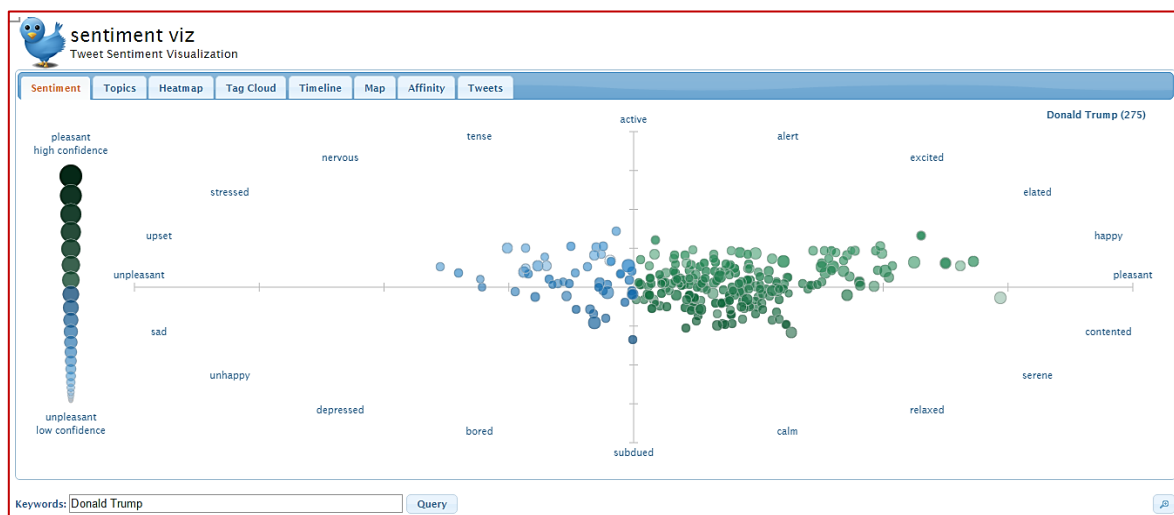 sentiment viz
Tweet Sentiment Visualization
Sentiment Topics Heatmap Tag Cloud Timeline Map Affinity Tweets
Donald Trump (275)
pleasant
high confidence
active
tense
alert
nervous
excited
stressed
elated
upset
happy
unpleasant
pleasant
sad
contented
unhappy
serene
depressed
relaxed
unpleasant
low confidence
bored
calm
subdued
Keywords: Donald Trump Query